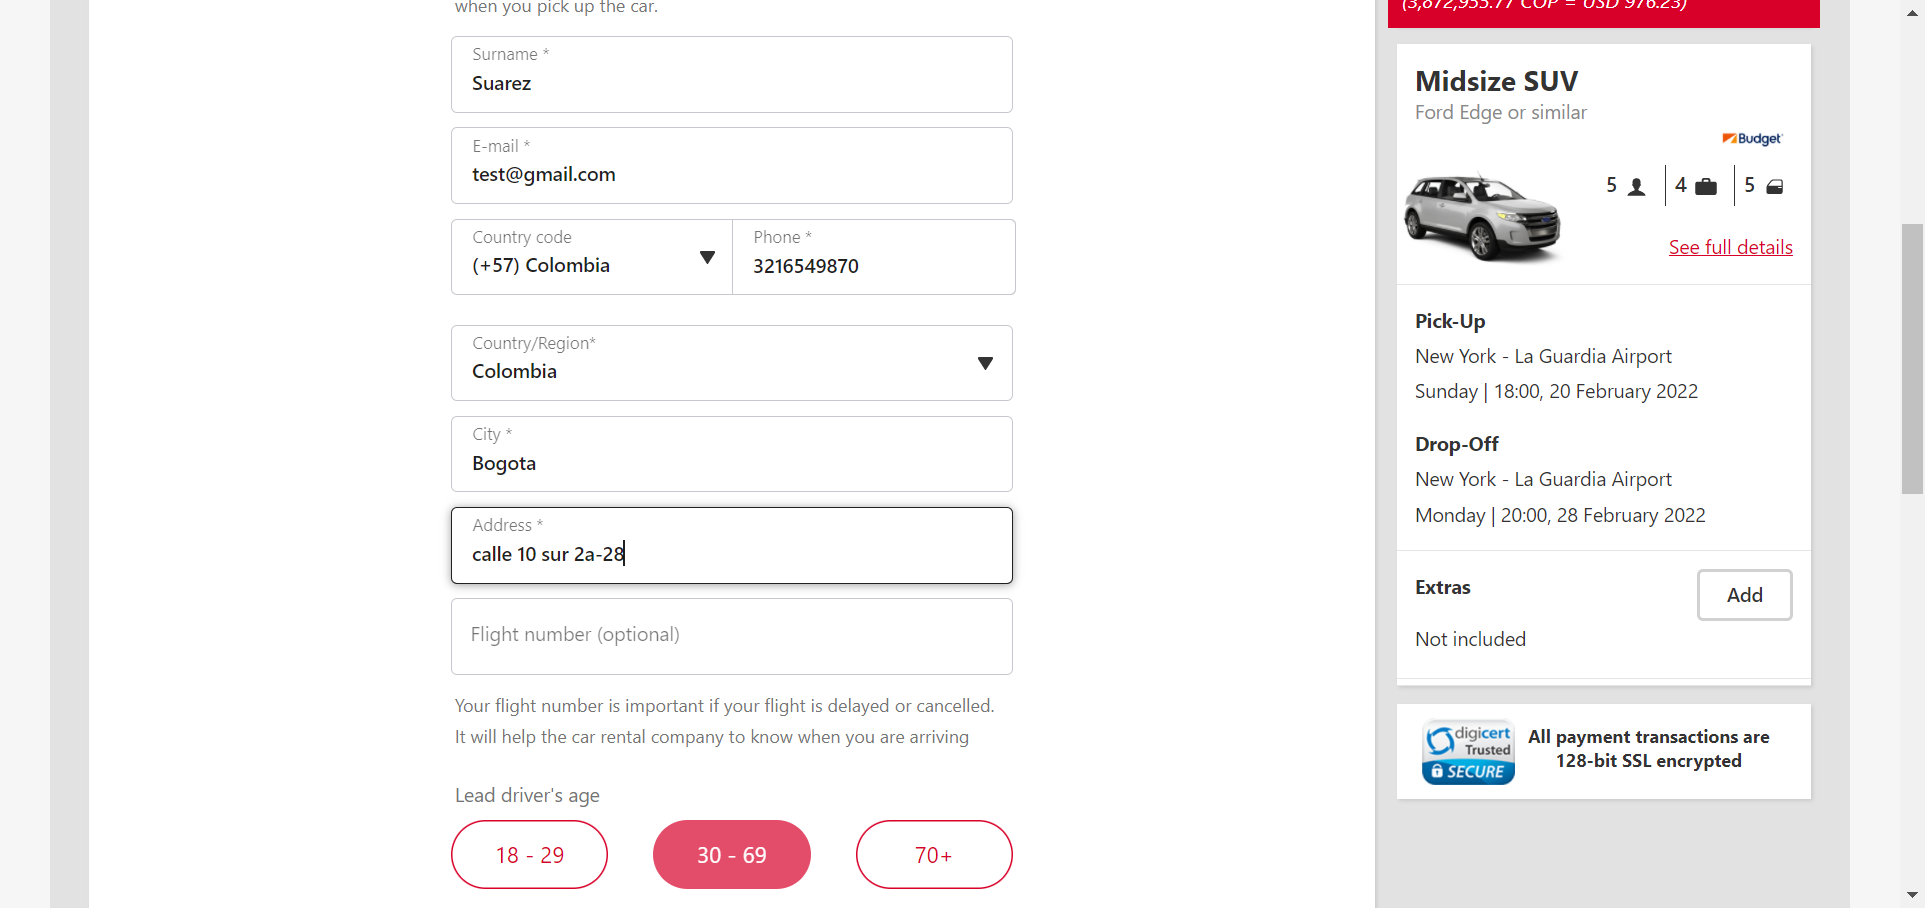 when you pick up the car.
Surname *
Suarez
E-mail *
test@gmail.com
Country code
(+57) Colombia
Phone *
3216549870
Country/Region*
Colombia
City *
Bogota
Address *
calle 10 sur 2a-28
Flight number (optional)
Your flight number is important if your flight is delayed or cancelled.
It will help the car rental company to know when you are arriving
Lead driver's age
18 - 29
30 - 69
70+
(3,872,955.77 COP = USD 976.23)
Midsize SUV
Ford Edge or similar
Budget
5
4
5
See full details
Pick-Up
New York - La Guardia Airport
Sunday | 18:00, 20 February 2022
Drop-Off
New York - La Guardia Airport
Monday | 20:00, 28 February 2022
Extras
Add
Not included
digicert
Trusted
SECURE
All payment transactions are
128-bit SSL encrypted